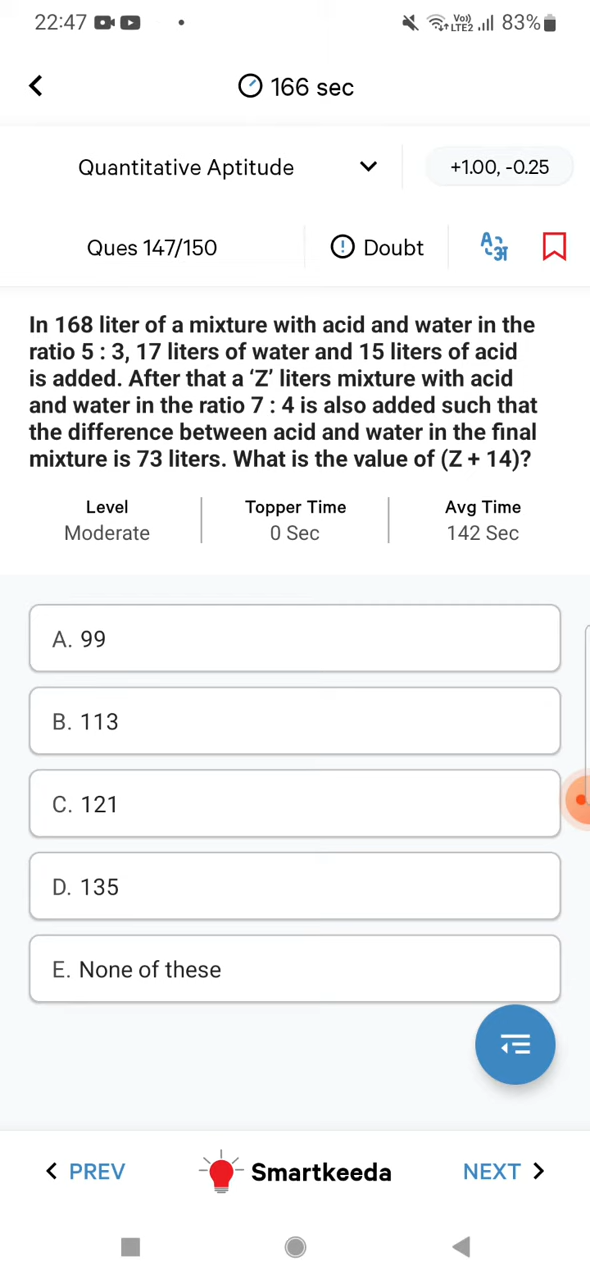 22:47
Vo)) LTE2 83%
166 sec
Quantitative Aptitude
+1.00, -0.25
Ques 147/150
Doubt
A अ
In 168 liter of a mixture with acid and water in the
ratio 5 : 3, 17 liters of water and 15 liters of acid
is added. After that a ‘Z’ liters mixture with acid
and water in the ratio 7 : 4 is also added such that
the difference between acid and water in the final
mixture is 73 liters. What is the value of (Z + 14)?
Level
Topper Time
Avg Time
Moderate
0 Sec
142 Sec
A. 99
B. 113
C. 121
D. 135
E. None of these
PREV
Smartkeeda
NEXT